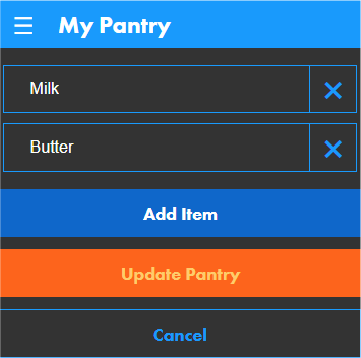 My Pantry
Milk
Butter
Add Item
Update Pantry
Cancel